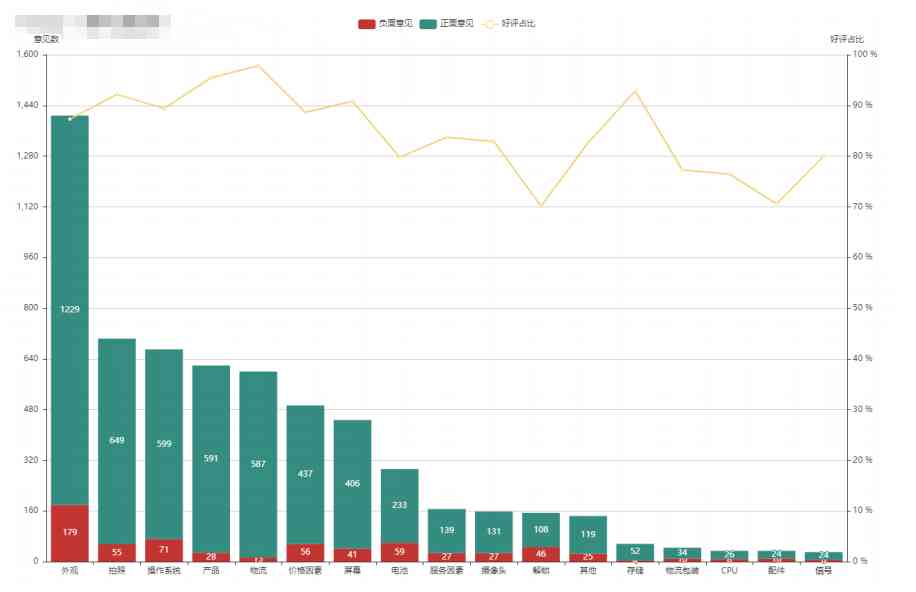 负面意见 正面意见 好评占比
意见数 好评占比
1,600 100 %
1,440 90 %
1,280 80 %
1,120 70 %
960 60 %
800 50 %
640 40 %
480 30 %
320 20 %
160 10 %
0 0 %
1229 649 599 591 587 437 406 233 139 131 108 119 52 34 26 24 24
179 55 71 28 56 41 59 27 27 46 25
外观 拍照 操作系统 产品 物流 价格因素 屏幕 电池 服务因素 摄像头 解锁 其他 存储 物流包装 CPU 配件 信号